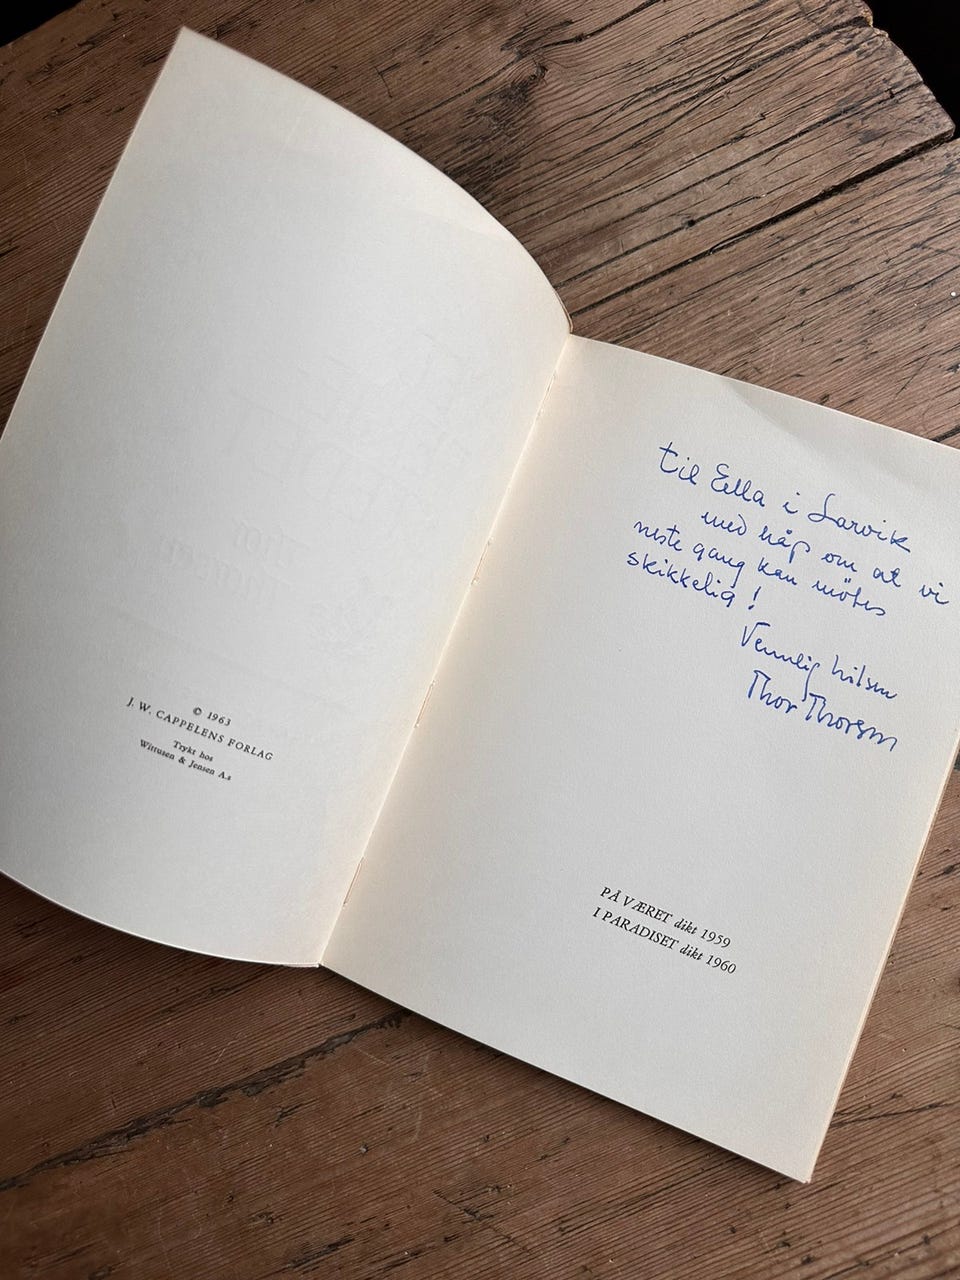 © 1963
J. W. CAPPELENS FORLAG
Trykt hos
Wittusen & Jensen A.s
til Ella i Larvik
med håp om at vi
neste gang kan mötes
skikkelig!
Vennlig hilsen
Thor Thorsen
PÅ VÆRET dikt 1959
I PARADISET dikt 1960